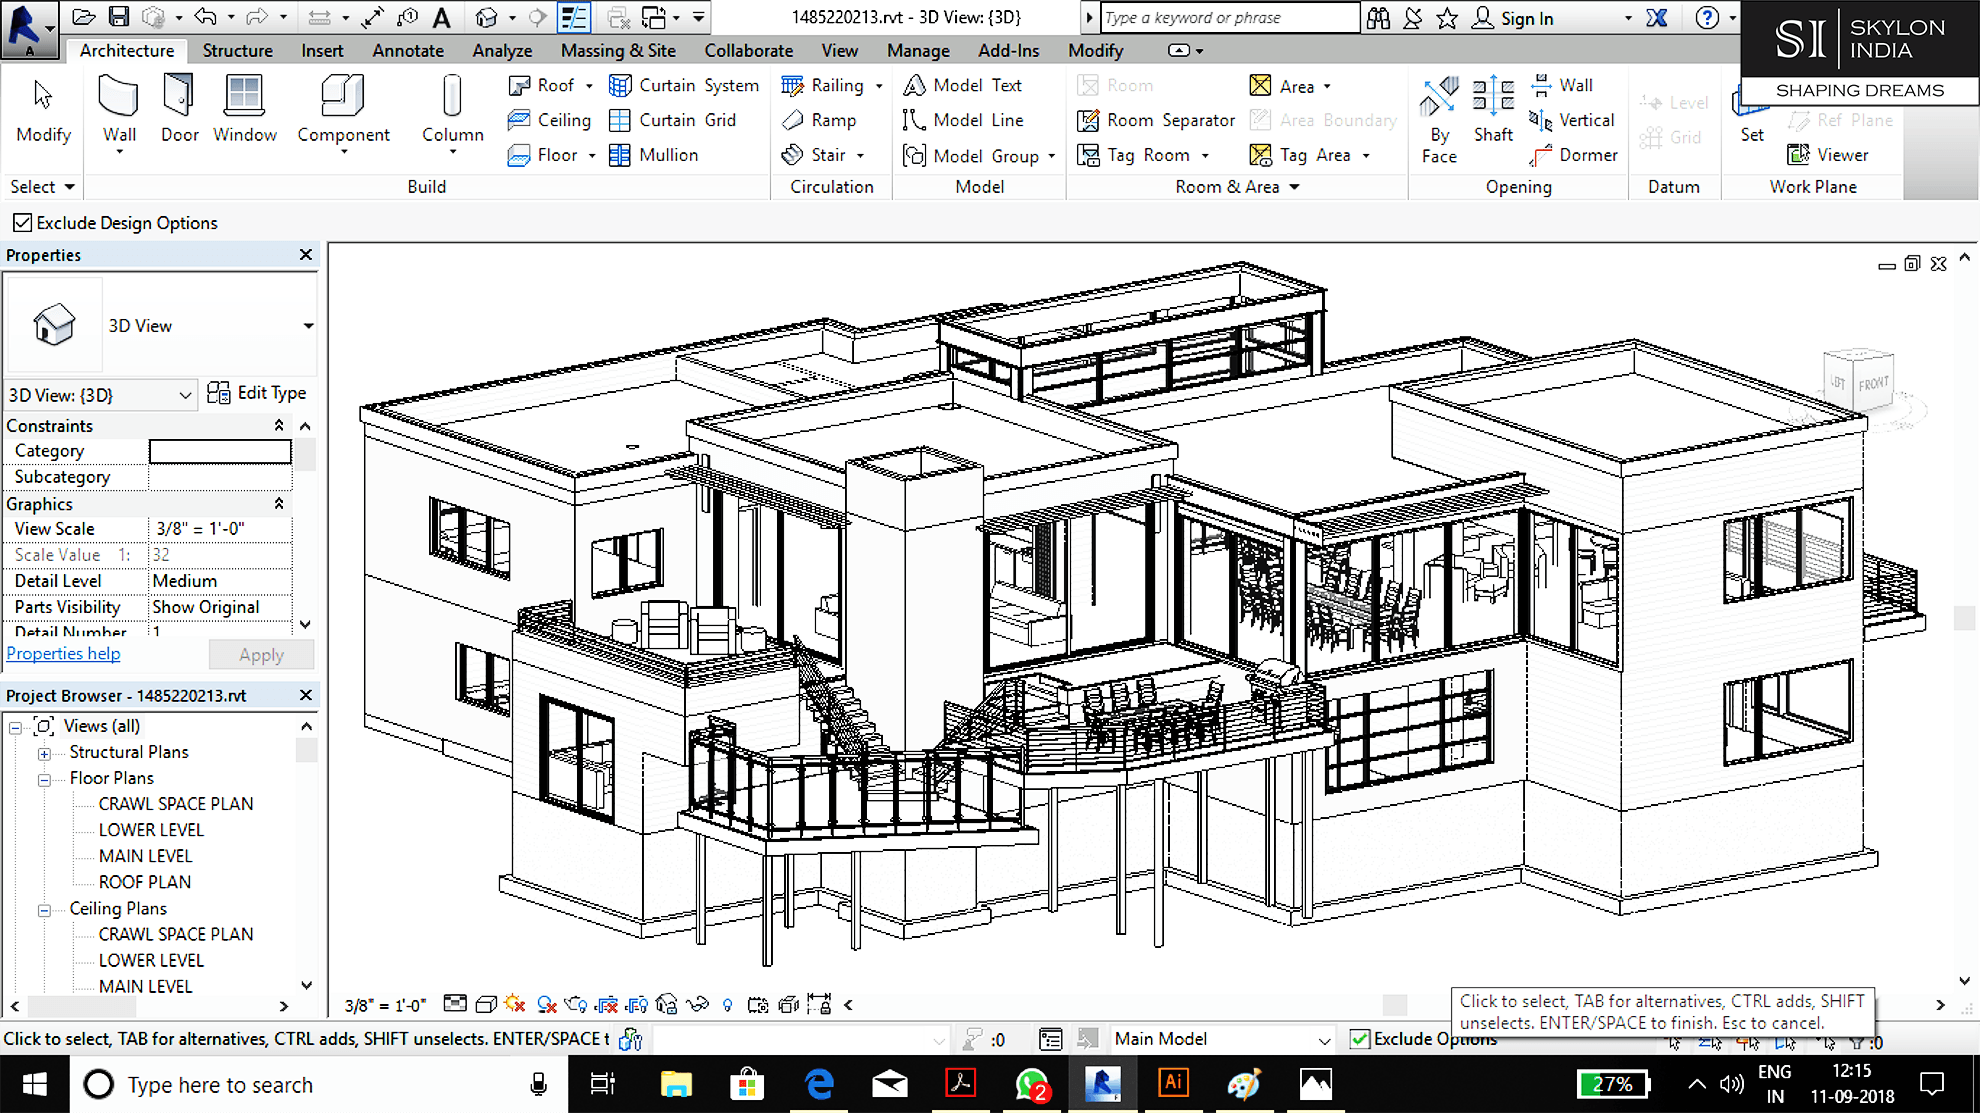 1485220213.rvt - 3D View: {3D}
Type a keyword or phrase
Sign In
SI SKYLON INDIA
SHAPING DREAMS
A
Architecture Structure Insert Annotate Analyze Massing & Site Collaborate View Manage Add-Ins Modify
Modify Wall Door Window Component Column
Roof Curtain System Railing Model Text Room Area Wall Level
Ceiling Curtain Grid Ramp Model Line Room Separator Area Boundary By Face Shaft Vertical Grid Set Ref Plane
Floor Mullion Stair Model Group Tag Room Tag Area Dormer Viewer
Select Build Circulation Model Room & Area Opening Datum Work Plane
Exclude Design Options
Properties
3D View
3D View: {3D} Edit Type
Constraints
Category
Subcategory
Graphics
View Scale 3/8" = 1'-0"
Scale Value 1: 32
Detail Level Medium
Parts Visibility Show Original
Detail Number 1
Properties help Apply
Project Browser - 1485220213.rvt
Views (all)
Structural Plans
Floor Plans
CRAWL SPACE PLAN
LOWER LEVEL
MAIN LEVEL
ROOF PLAN
Ceiling Plans
CRAWL SPACE PLAN
LOWER LEVEL
MAIN LEVEL
FRONT
3/8" = 1'-0"
Click to select, TAB for alternatives, CTRL adds, SHIFT
unselects. ENTER/SPACE to finish. Esc to cancel.
Click to select, TAB for alternatives, CTRL adds, SHIFT unselects. ENTER/SPACE t
:0
Main Model
Exclude Options
:0
Type here to search
2
Ai
27%
ENG
IN
12:15
11-09-2018